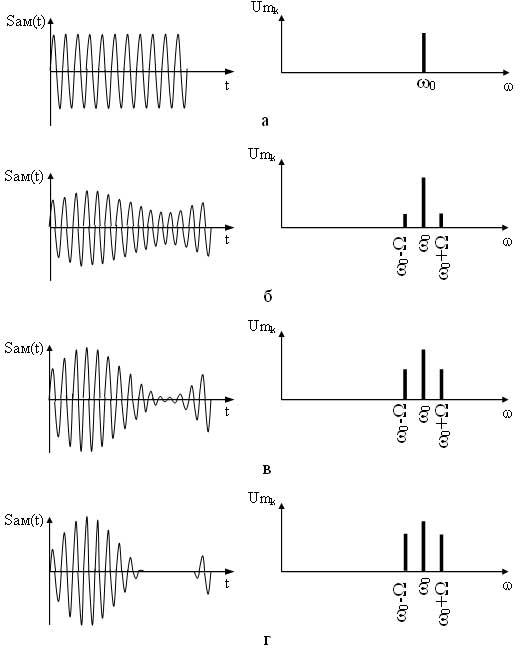 Sам(t)
t
Umk
ω0
ω
а
Sам(t)
t
Umk
ω0-Ω
ω0
ω0+Ω
ω
б
Sам(t)
t
Umk
ω0-Ω
ω0
ω0+Ω
ω
в
Sам(t)
t
Umk
ω0-Ω
ω0
ω0+Ω
ω
г